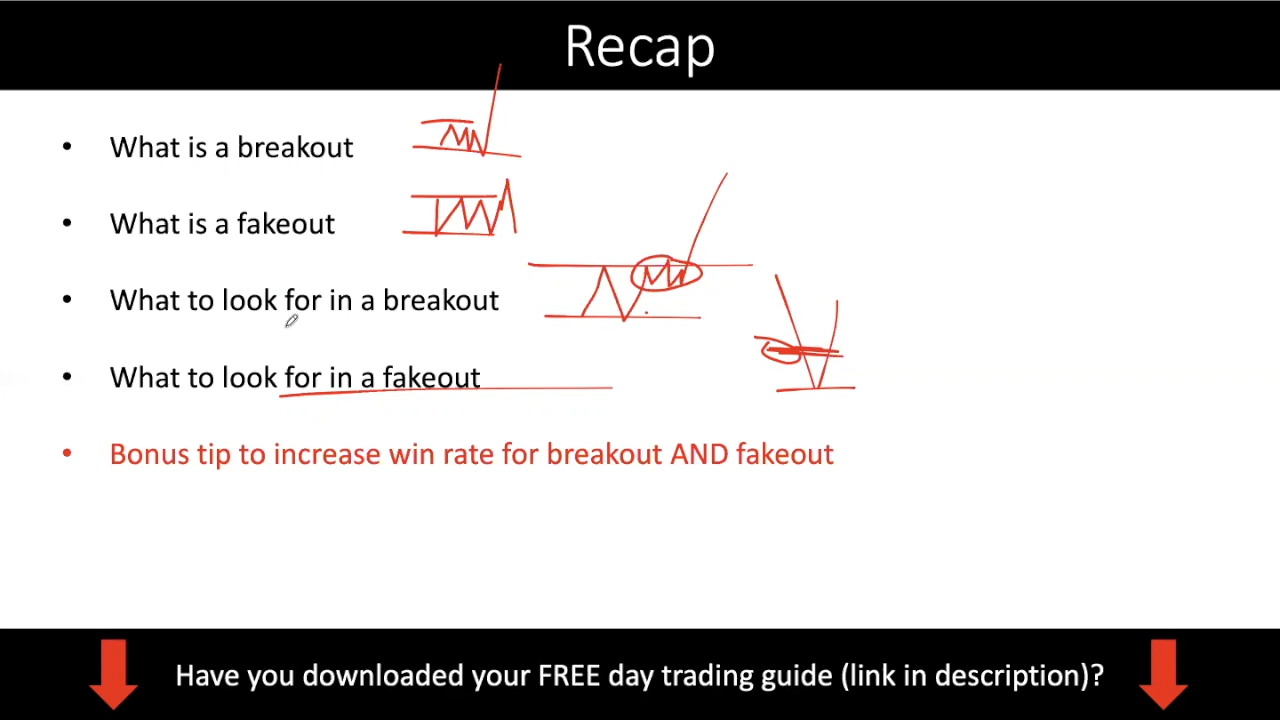 Recap
• What is a breakout
• What is a fakeout
• What to look for in a breakout
• What to look for in a fakeout
• Bonus tip to increase win rate for breakout AND fakeout
Have you downloaded your FREE day trading guide (link in description)?